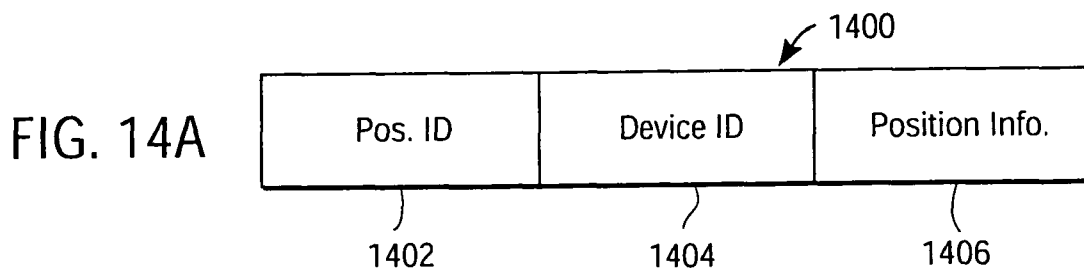 1400
FIG. 14A
Pos. ID
Device ID
Position Info.
1402
1404
1406